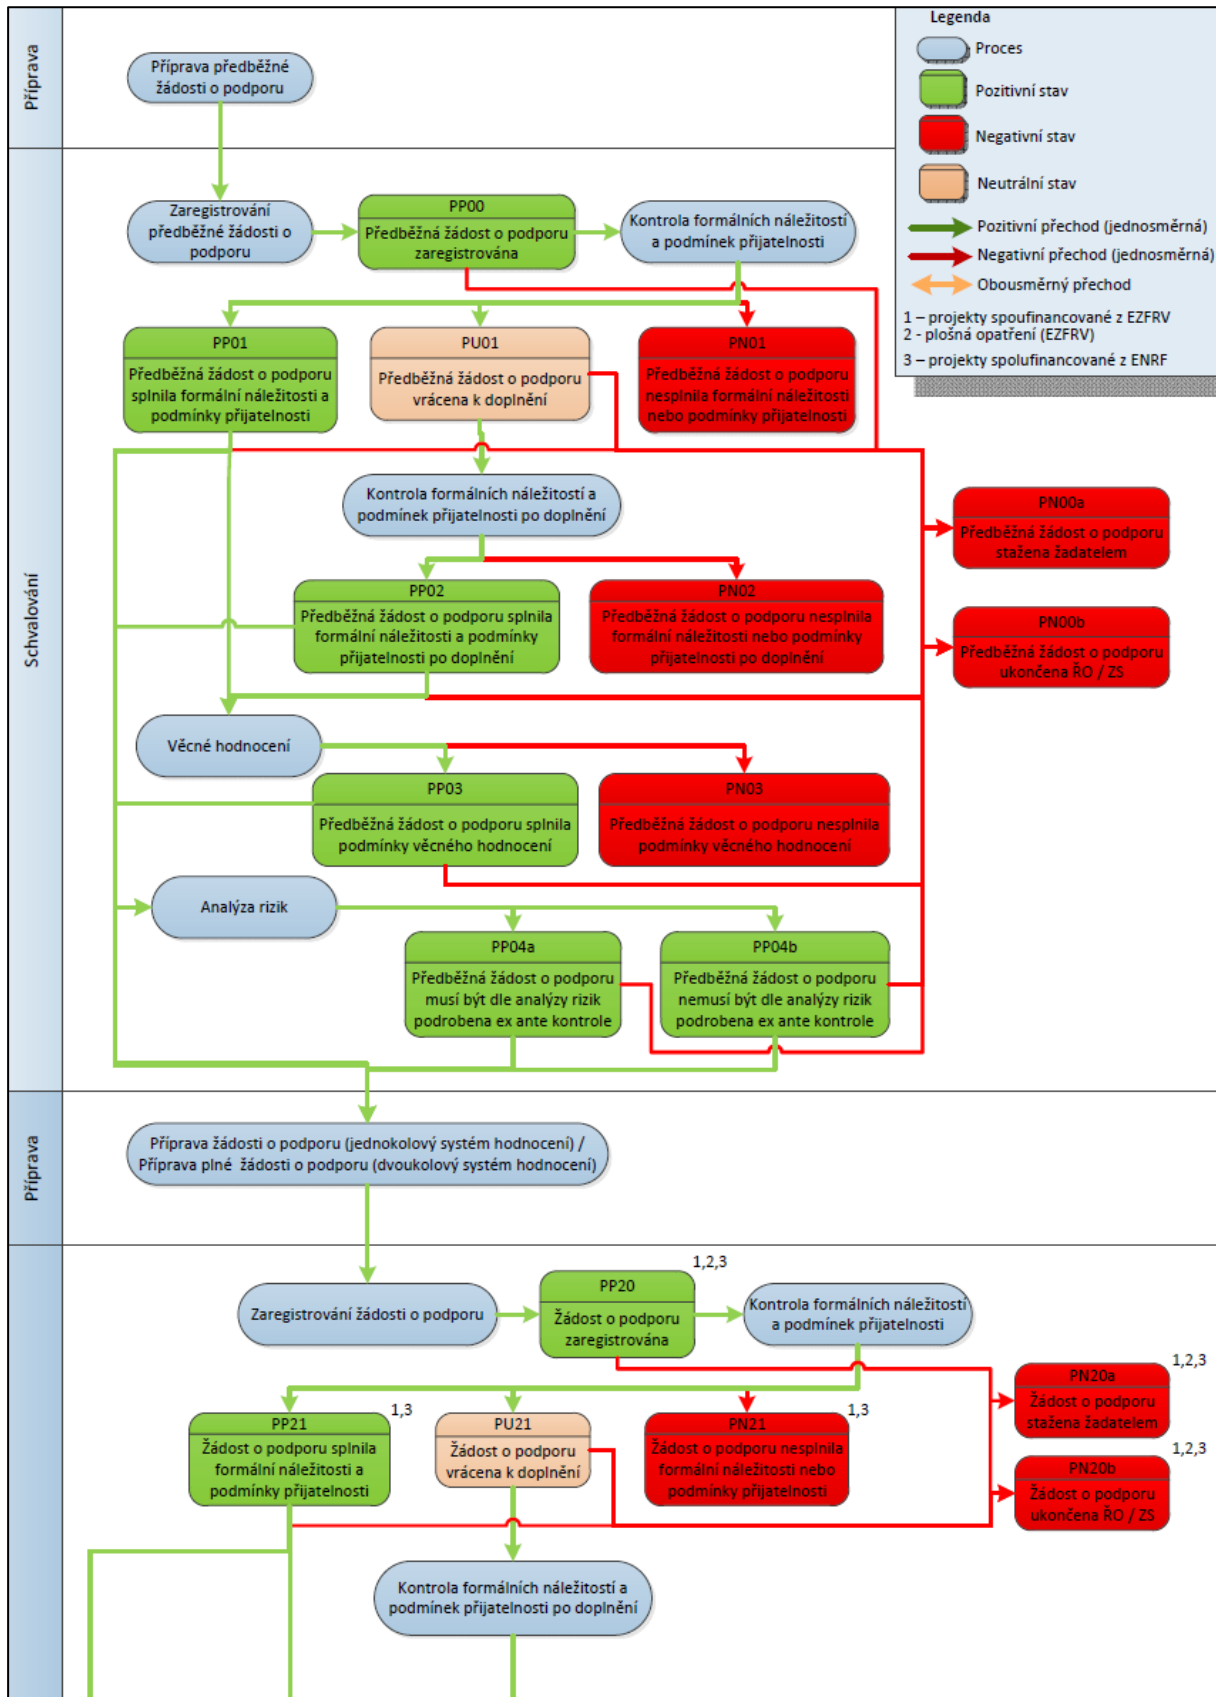 Příprava
Příprava předběžné
žádosti o podporu
Legenda
Proces
Pozitivní stav
Negativní stav
Neutrální stav
Pozitivní přechod (jednosměrná)
Negativní přechod (jednosměrná)
Obousměrný přechod
1 – projekty spoufinancované z EZFRV
2 - plošná opatření (EZFRV)
3 – projekty spolufinancované z ENRF
Schvalování
Zaregistrování
předběžné žádosti o
podporu
PP00
Předběžná žádost o podporu
zaregistrována
Kontrola formálních náležitostí
a podmínek přijatelnosti
PP01
Předběžná žádost o podporu
splnila formální náležitosti a
podmínky přijatelnosti
PU01
Předběžná žádost o podporu
vrácena k doplnění
PN01
Předběžná žádost o podporu
nesplnila formální náležitosti
nebo podmínky přijatelnosti
Kontrola formálních náležitostí a
podmínek přijatelnosti po doplnění
PN00a
Předběžná žádost o podporu
stažena žadatelem
PP02
Předběžná žádost o podporu splnila
formální náležitosti a podmínky
přijatelnosti po doplnění
PN02
Předběžná žádost o podporu nesplnila
formální náležitosti nebo podmínky
přijatelnosti po doplnění
PN00b
Předběžná žádost o podporu
ukončena ŘO / ZS
Věcné hodnocení
PP03
Předběžná žádost o podporu splnila
podmínky věcného hodnocení
PN03
Předběžná žádost o podporu nesplnila
podmínky věcného hodnocení
Analýza rizik
PP04a
Předběžná žádost o podporu
musí být dle analýzy rizik
podrobena ex ante kontrole
PP04b
Předběžná žádost o podporu
nemusí být dle analýzy rizik
podrobena ex ante kontrole
Příprava
Příprava žádosti o podporu (jednokolový systém hodnocení) /
Příprava plné žádosti o podporu (dvoukolový systém hodnocení)
Zaregistrování žádosti o podporu
1,2,3
PP20
Žádost o podporu
zaregistrována
Kontrola formálních náležitostí
a podmínek přijatelnosti
1,2,3
PN20a
Žádost o podporu
stažena žadatelem
1,3
PP21
Žádost o podporu splnila
formální náležitosti a
podmínky přijatelnosti
PU21
Žádost o podporu
vrácena k doplnění
1,3
PN21
Žádost o podporu nesplnila
formální náležitosti nebo
podmínky přijatelnosti
1,2,3
PN20b
Žádost o podporu
ukončena ŘO / ZS
Kontrola formálních náležitostí a
podmínek přijatelnosti po doplnění